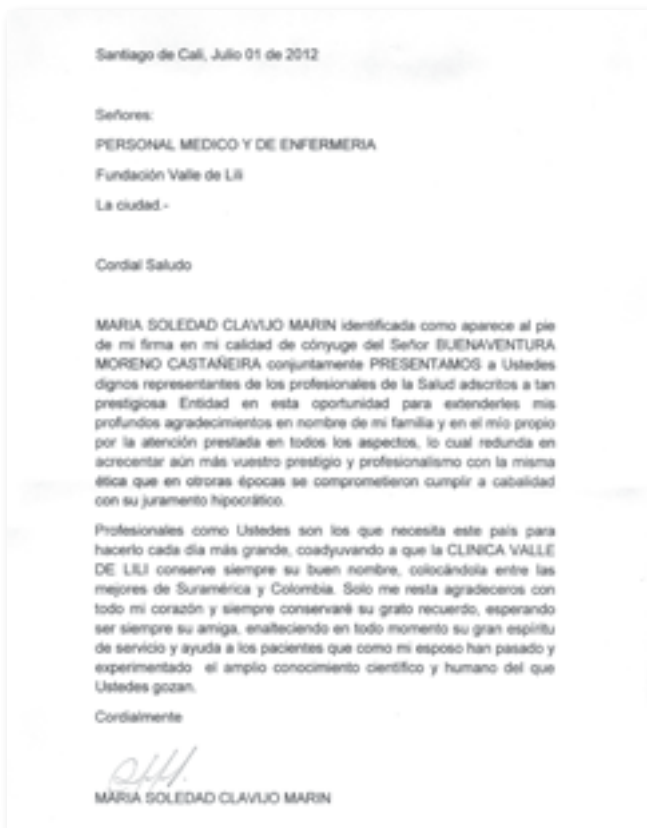 Santiago de Cali, Julio 01 de 2012
Señores:
PERSONAL MEDICO Y DE ENFERMERIA
Fundación Valle de Lili
La ciudad.-
Cordial Saludo
MARIA SOLEDAD CLAVIJO MARIN identificada como aparece al pie
de mi firma en mi calidad de cónyuge del Señor BUENAVENTURA
MORENO CASTAÑEIRA conjuntamente PRESENTAMOS a Ustedes
dignos representantes de los profesionales de la Salud adscritos a tan
prestigiosa Entidad en esta oportunidad para extenderles mis
profundos agradecimientos en nombre de mi familia y en el mío propio
por la atención prestada en todos los aspectos, lo cual redunda en
acrecentar aún más vuestro prestigio y profesionalismo con la misma
ética que en otroras épocas se comprometieron cumplir a cabalidad
con su juramento hipocrático.
Profesionales como Ustedes son los que necesita este país para
hacerlo cada día más grande, coadyuvando a que la CLINICA VALLE
DE LILI conserve siempre su buen nombre, colocándola entre las
mejores de Suramérica y Colombia. Solo me resta agradeceros con
todo mi corazón y siempre conservaré su grato recuerdo, esperando
ser siempre su amiga, enalteciendo en todo momento su gran espíritu
de servicio y ayuda a los pacientes que como mi esposo han pasado y
experimentado el amplio conocimiento científico y humano del que
Ustedes gozan.
Cordialmente
MARIA SOLEDAD CLAVIJO MARIN